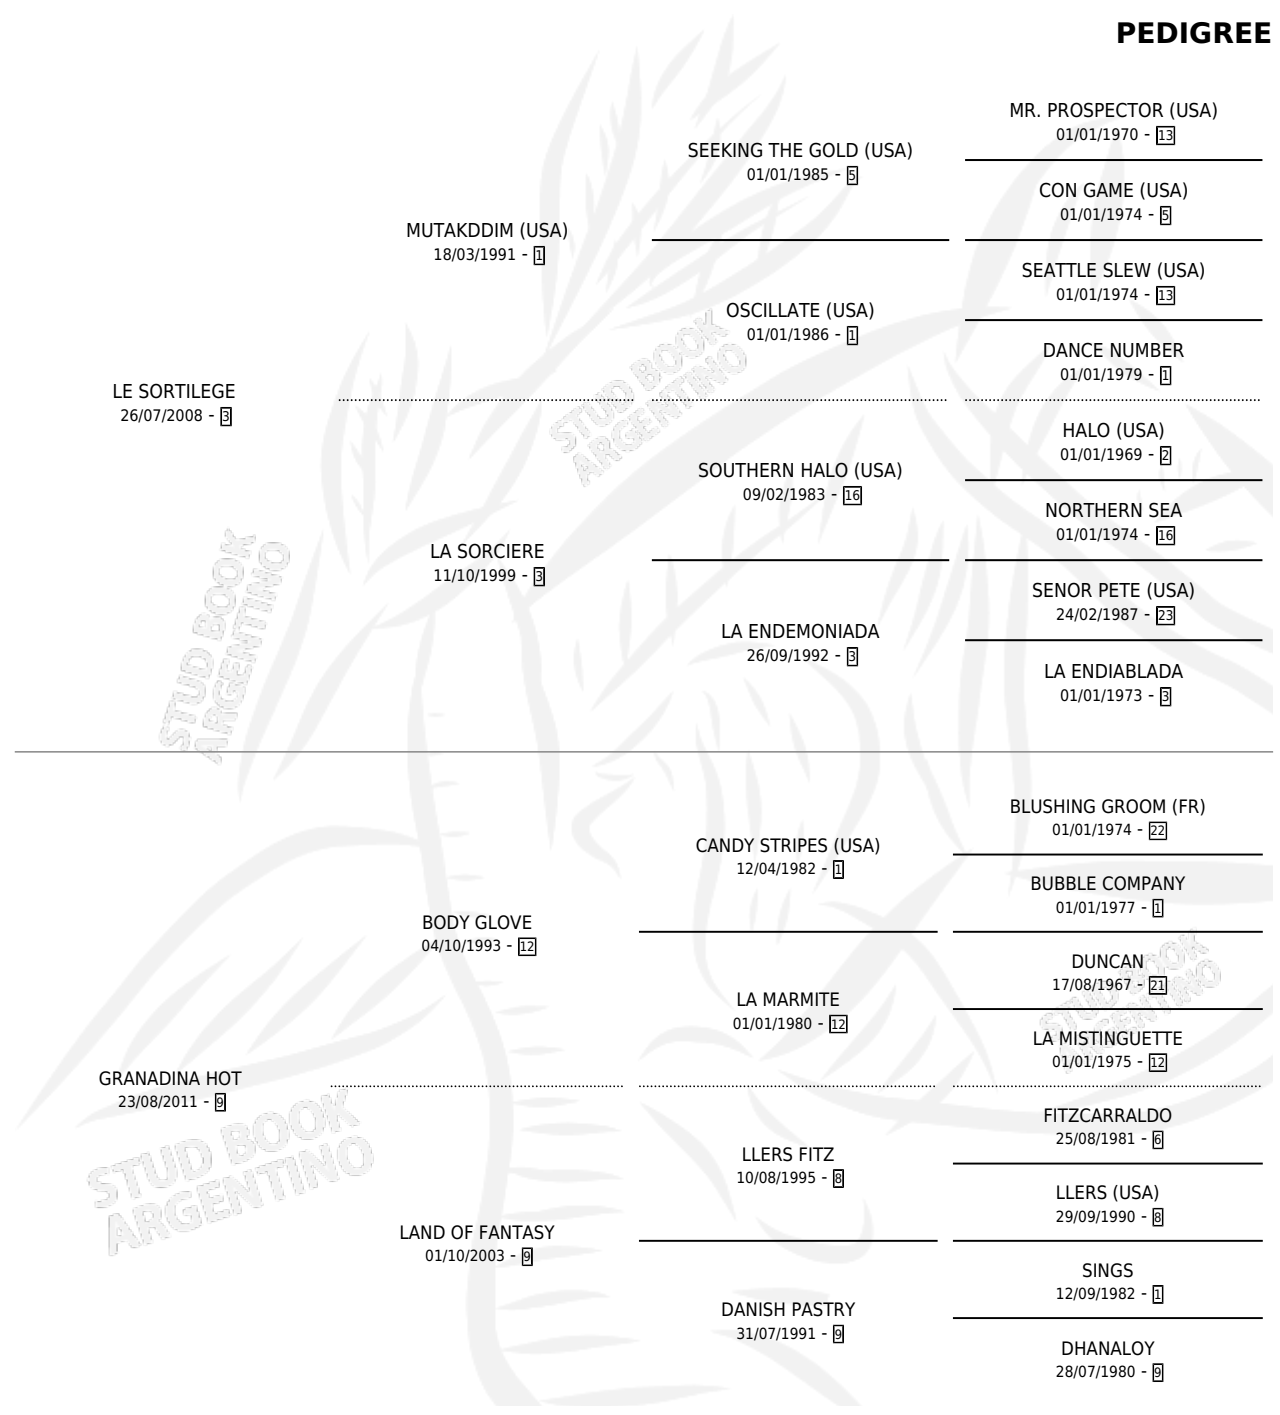 PEDIGREE
MR. PROSPECTOR (USA)
01/01/1970 - 13
SEEKING THE GOLD (USA)
01/01/1985 - 5
CON GAME (USA)
01/01/1974 - 5
MUTAKDDIM (USA)
18/03/1991 - 1
SEATTLE SLEW (USA)
01/01/1974 - 13
OSCILLATE (USA)
01/01/1986 - 1
DANCE NUMBER
01/01/1979 - 1
LE SORTILEGE
26/07/2008 - 3
HALO (USA)
01/01/1969 - 2
SOUTHERN HALO (USA)
09/02/1983 - 16
NORTHERN SEA
01/01/1974 - 16
LA SORCIERE
11/10/1999 - 3
SENOR PETE (USA)
24/02/1987 - 23
LA ENDEMONIADA
26/09/1992 - 3
LA ENDIABLADA
01/01/1973 - 3
BLUSHING GROOM (FR)
01/01/1974 - 22
CANDY STRIPES (USA)
12/04/1982 - 1
BUBBLE COMPANY
01/01/1977 - 1
BODY GLOVE
04/10/1993 - 12
DUNCAN
17/08/1967 - 21
LA MARMITE
01/01/1980 - 12
LA MISTINGUETTE
01/01/1975 - 12
GRANADINA HOT
23/08/2011 - 9
FITZCARRALDO
25/08/1981 - 6
LLERS FITZ
10/08/1995 - 8
LLERS (USA)
29/09/1990 - 8
LAND OF FANTASY
01/10/2003 - 9
SINGS
12/09/1982 - 1
DANISH PASTRY
31/07/1991 - 9
DHANALOY
28/07/1980 - 9
STUD BOOK
ARGENTINO
STUD BOOK
ARGENTINO
STUD BOOK
ARGENTINO
STUD BOOK
ARGENTINO